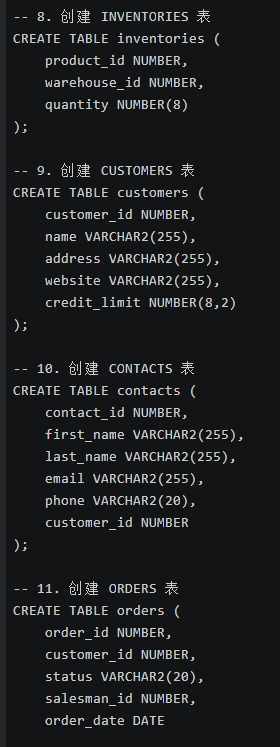 -- 8. 创建 INVENTORIES 表
CREATE TABLE inventories (
    product_id NUMBER,
    warehouse_id NUMBER,
    quantity NUMBER(8)
);

-- 9. 创建 CUSTOMERS 表
CREATE TABLE customers (
    customer_id NUMBER,
    name VARCHAR2(255),
    address VARCHAR2(255),
    website VARCHAR2(255),
    credit_limit NUMBER(8,2)
);

-- 10. 创建 CONTACTS 表
CREATE TABLE contacts (
    contact_id NUMBER,
    first_name VARCHAR2(255),
    last_name VARCHAR2(255),
    email VARCHAR2(255),
    phone VARCHAR2(20),
    customer_id NUMBER
);

-- 11. 创建 ORDERS 表
CREATE TABLE orders (
    order_id NUMBER,
    customer_id NUMBER,
    status VARCHAR2(20),
    salesman_id NUMBER,
    order_date DATE